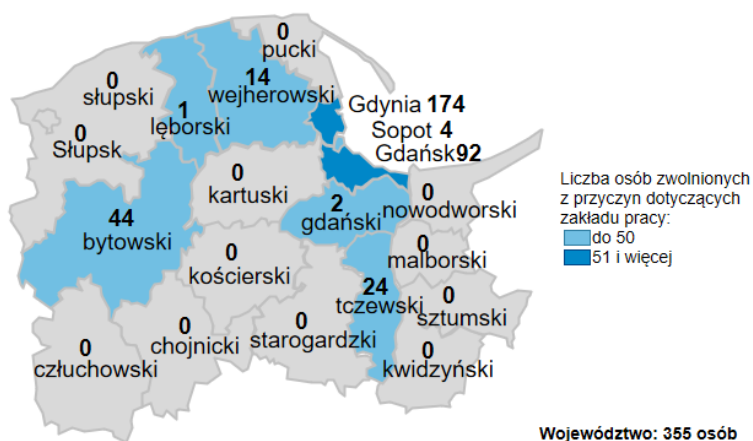 0
pucki
14
wejherowski
0
słupski
1
lęborski
Gdynia 174
Sopot 4
Gdańsk92
0
Słupsk
0
kartuski
2
gdański
0
nowodworski
44
bytowski
0
kościerski
0
malborski
24
tczewski
0
sztumski
0
człuchowski
0
chojnicki
0
starogardzki
0
kwidzyński
Liczba osób zwolnionych
z przyczyn dotyczących
zakładu pracy:
do 50
51 i więcej
Województwo: 355 osób